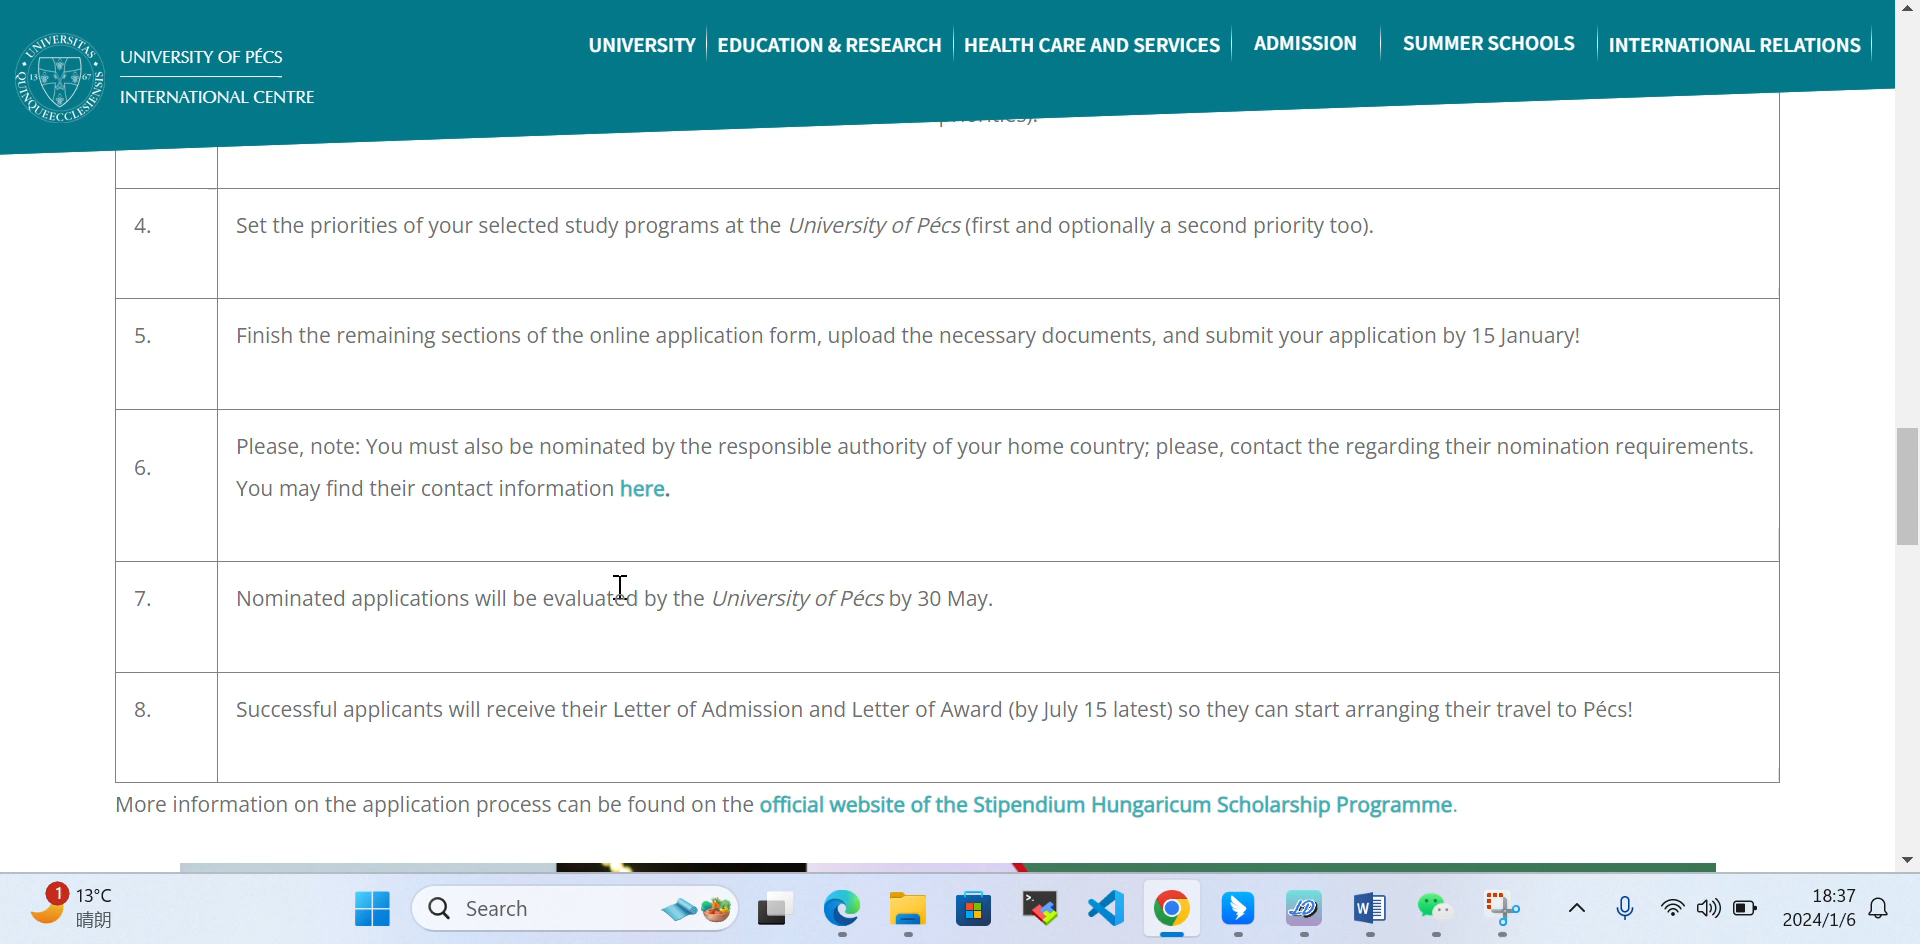 UNIVERSITAS QUINQUEECCLESIENSIS
13 67
UNIVERSITY OF PÉCS
INTERNATIONAL CENTRE
UNIVERSITY
EDUCATION & RESEARCH
HEALTH CARE AND SERVICES
ADMISSION
SUMMER SCHOOLS
INTERNATIONAL RELATIONS
4.
Set the priorities of your selected study programs at the University of Pécs (first and optionally a second priority too).
5.
Finish the remaining sections of the online application form, upload the necessary documents, and submit your application by 15 January!
6.
Please, note: You must also be nominated by the responsible authority of your home country; please, contact the regarding their nomination requirements.
You may find their contact information here.
7.
Nominated applications will be evaluated by the University of Pécs by 30 May.
8.
Successful applicants will receive their Letter of Admission and Letter of Award (by July 15 latest) so they can start arranging their travel to Pécs!
More information on the application process can be found on the official website of the Stipendium Hungaricum Scholarship Programme.
1
13°C
晴朗
Search
18:37
2024/1/6